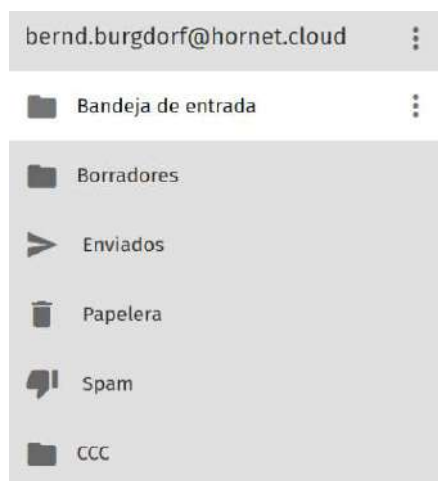 bernd.burgdorf@hornet.cloud
Bandeja de entrada
Borradores
Enviados
Papelera
Spam
CCC